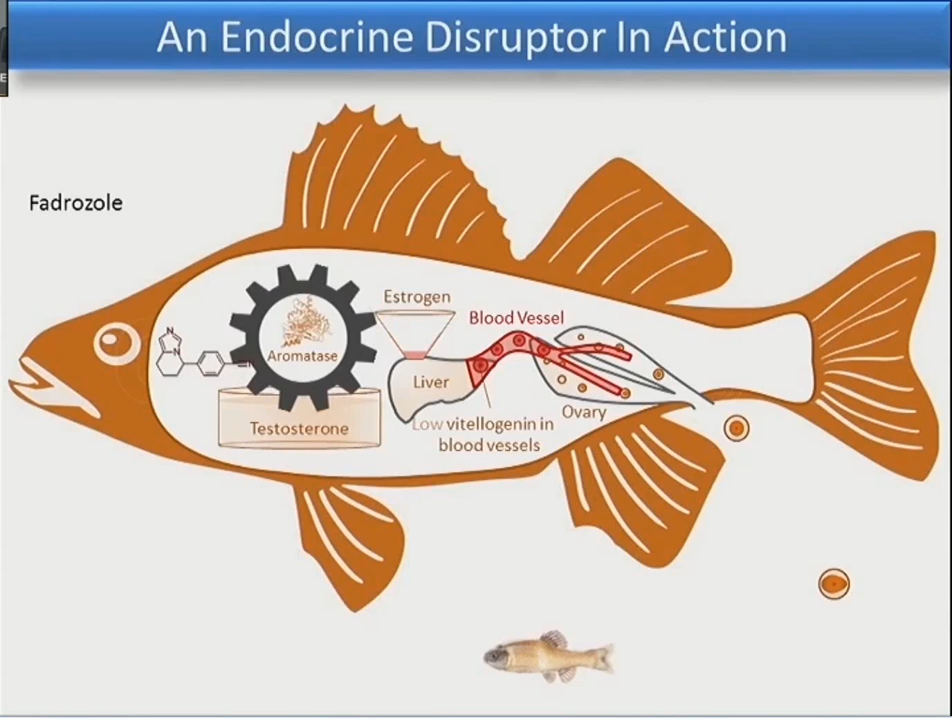 An Endocrine Disruptor In Action
E
Fadrozole
Estrogen
Blood Vessel
N
N
Aromatase
Liver
Testosterone
Low vitellogenin in
blood vessels
Ovary